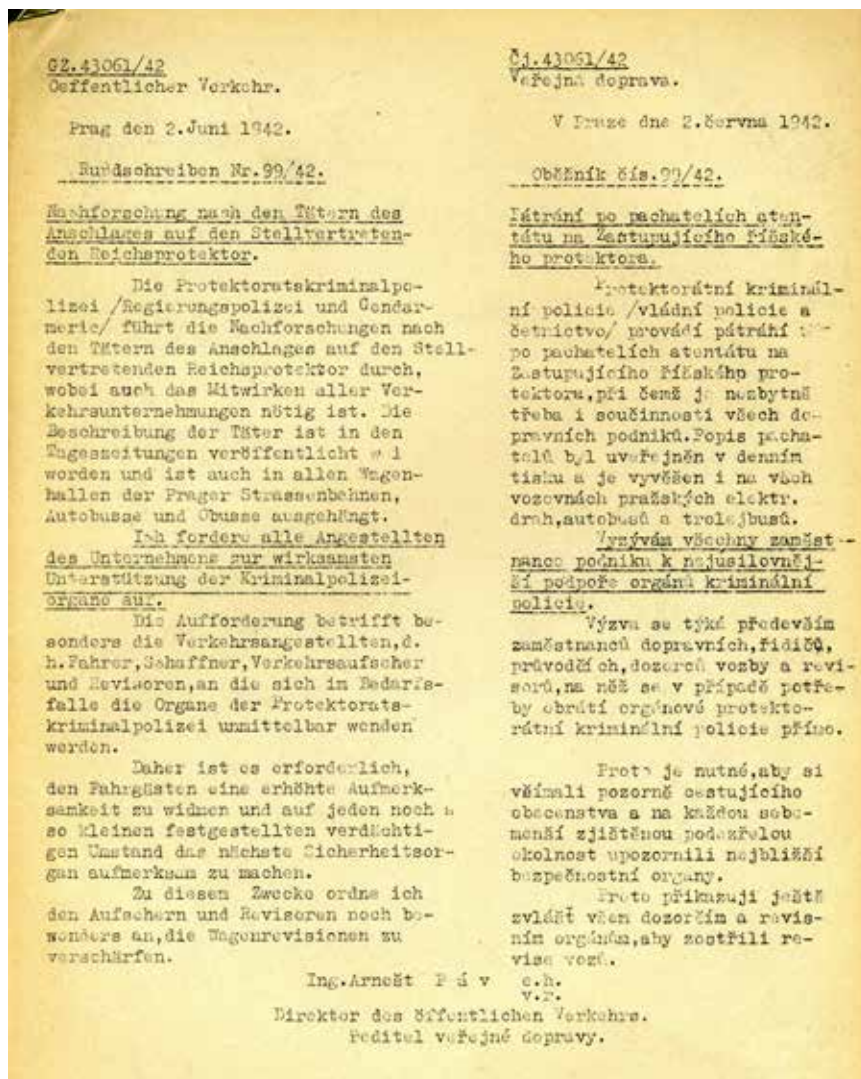 GZ.43061/42
Oeffentlicher Verkehr.
Prag den 2.Juni 1942.
Rundschreiben Nr.99/42.
Nachforschung nach den Tätern des
Anschlages auf den Stellvertreten-
den Reichsprotektor.
Die Protektoratskriminalpo-
lizei /Regierungspolizei und Gendar-
merie/ führt die Nachforschungen nach
den Tätern des Anschlages auf den Stell-
vertretenden Reichsprotektor durch,
wobei auch das Mitwirken aller Ver-
kehrsunternehmungen nötig ist. Die
Beschreibung der Täter ist in den
Tageszeitungen veröffentlicht
worden und ist auch in allen Wagen-
hallen der Prager Strassenbahnen,
Autobusse und Obusse ausgehängt.
Ich fordere alle Angestellten
des Unternehmens zur wirksamsten
Unterstützung der Kriminalpolizei-
organe auf.
Die Aufforderung betrifft be-
sonders die Verkehrsangestellten,d.
h.Fahrer,Schaffner,Verkehrsaufseher
und Revisoren,an die sich im Bedarfs-
falle die Organe der Protektorats-
kriminalpolizei unmittelbar wenden
werden.
Daher ist es erforderlich,
den Fahrgästen eine erhöhte Aufmerk-
samkeit zu widmen und auf jeden noch
so kleinen festgestellten verdächti-
gen Umstand das nächste Sicherheitsor-
gan aufmerksam zu machen.
Zu diesen Zwecke ordne ich
den Aufsehern und Revisoren noch be-
sonders an,die Wagenrevisionen zu
verschärfen.
Čj.43061/42
Veřejná doprava.
V Praze dne 2.června 1942.
Oběžník čís.99/42.
Pátrání po pachatelích aten-
tátu na Zastupujícího říšské-
ho protektora.
Protektorátní kriminál-
ní policie /vládní policie a
četnictvo/ provádí pátrání
po pachatelích atentátu na
Zastupujícího říšského pro-
tektora,při čemž je nezbytně
třeba i součinnosti všech do-
pravních podniků.Popis pacha-
telů byl uveřejněn v denním
tisku a je vyvěšen i na všech
vozovnách pražských elektr.
drah,autobusů a trolejbusů.
Vyzývám všechny zaměst-
nance podniku k nejusilovněj-
ší podpoře orgánů kriminální
policie.
Výzva se týká především
zaměstnanců dopravních,řidičů,
průvodčích,dozorců vozby a revi-
sorů,na něž se v případě potře-
by obrátí orgánové protekto-
rátní kriminální policie přímo.
Proto je nutné,aby si
všímali pozorně cestujícího
obecenstva a na každou sebe-
menší zjištěnou podezřelou
okolnost upozornili nejbližší
bezpečnostní orgány.
Proto přikazuji ještě
zvlášť všem dozorčím a revis-
ním orgánům,aby zostřili re-
vise vozů.
Ing.Arnošt P á v e.h.
v.r.
Direktor des öffentlichen Verkehrs.
Ředitel veřejné dopravy.